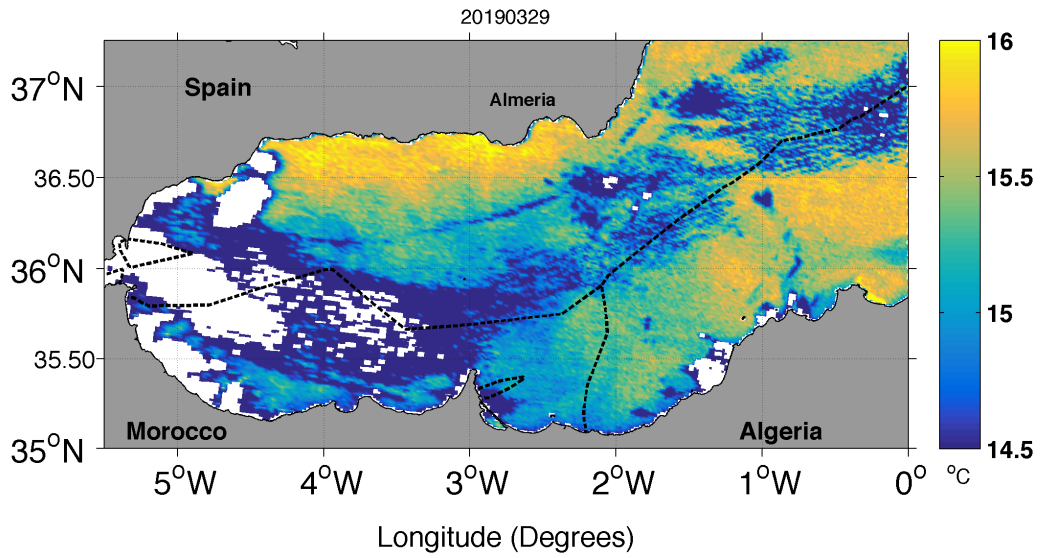 20190329
37°N
36.50
36°N
35.50
35°N
Spain
Almeria
Morocco
Algeria
5°W
4°W
3°W
2°W
1°W
0°
Longitude (Degrees)
16
15.5
15
14.5
°C